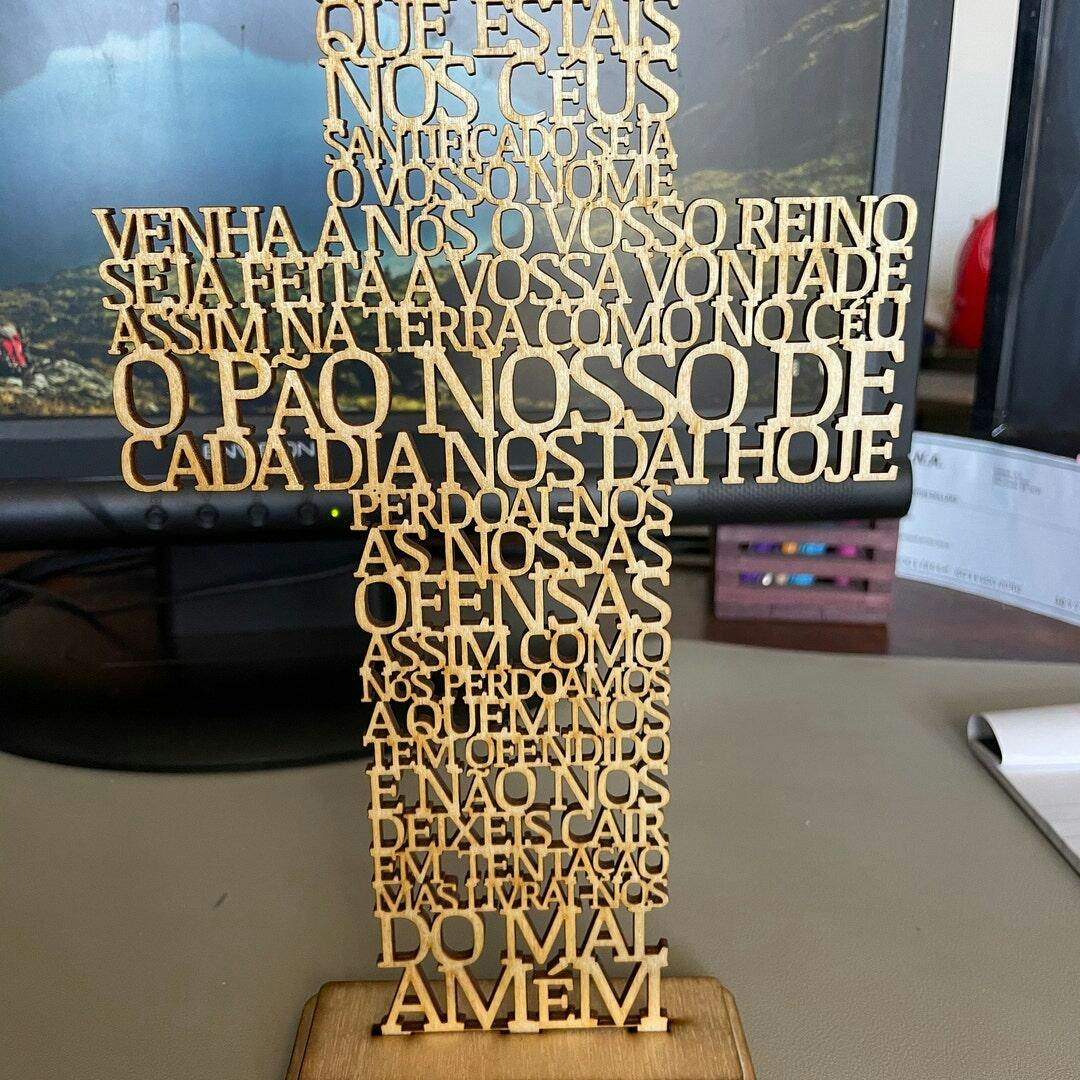 QUE ESTAIS
NOS CÉUS
SANTIFICADO SEJA
O VOSSO NOME
VENHA A NÓS O VOSSO REINO
SEJA FEITA A VOSSA VONTADE
ASSIM NA TERRA COMO NO CÉU
O PÃO NOSSO DE
CADA DIA NOS DAI HOJE
PERDOAI-NOS
AS NOSSAS
OFENSAS
ASSIM COMO
NÓS PERDOAMOS
A QUEM NOS
TEM OFENDIDO
E NÃO NOS
DEIXEIS CAIR
EM TENTAÇÃO
MAS LIVRAI-NOS
DO MAL
AMÉM